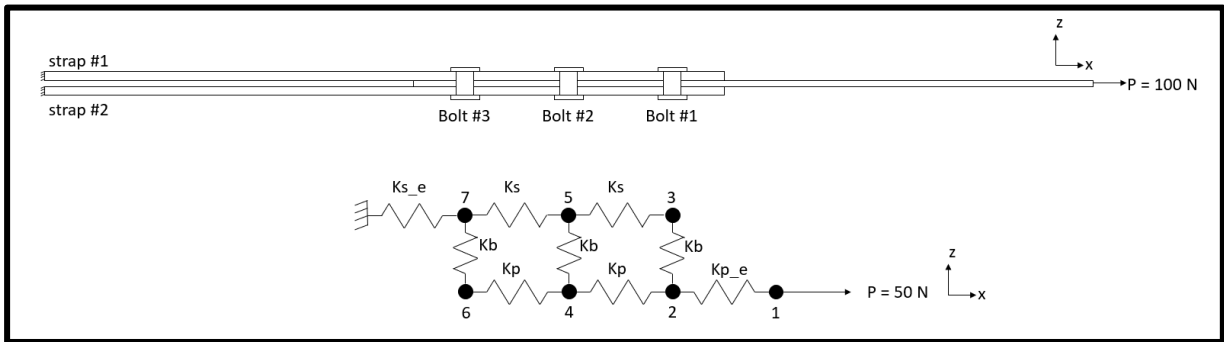 z
strap #1
x
P = 100 N
strap #2
Bolt #3 Bolt #2 Bolt #1
Ks_e 7 Ks 5 Ks 3
Kb Kb Kb z
Kp Kp Kp_e
P = 50 N x
6 4 2 1